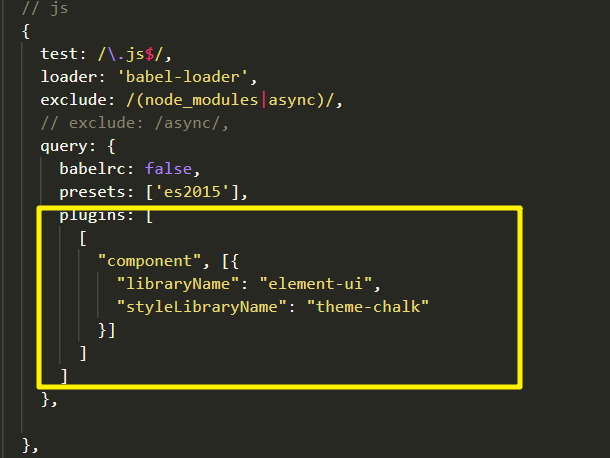 // js
{
test: /\.js$/,
loader: 'babel-loader',
exclude: /(node_modules|async)/,
// exclude: /async/,
query: {
babelrc: false,
presets: ['es2015'],
plugins: [
[
"component", [{
"libraryName": "element-ui",
"styleLibraryName": "theme-chalk"
}]
]
]
},
},